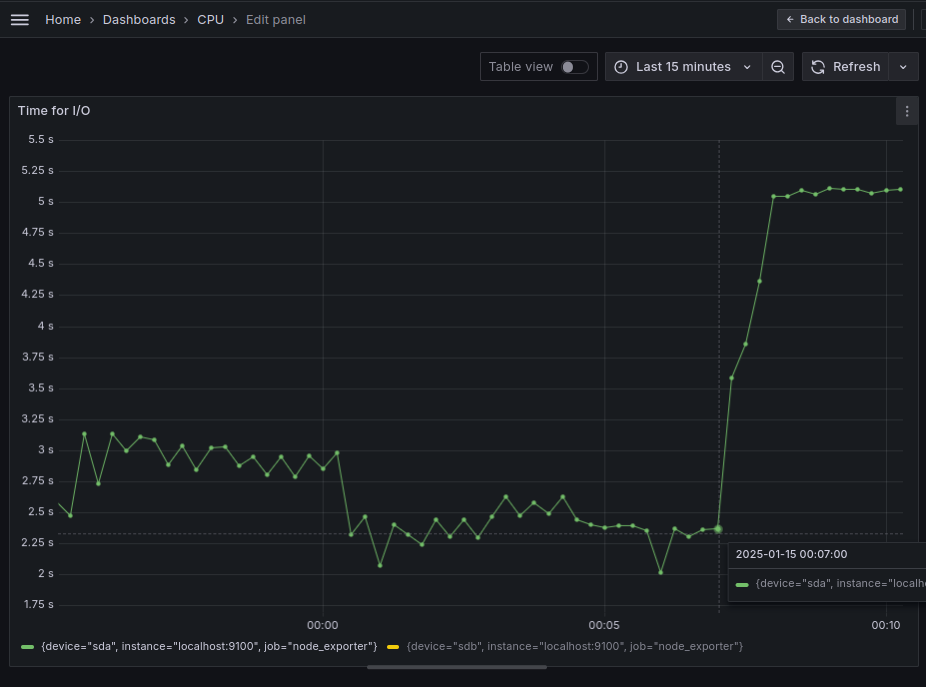 Home > Dashboards > CPU > Edit panel
← Back to dashboard
Table view
Last 15 minutes
Refresh
Time for I/O
5.5 s
5.25 s
5 s
4.75 s
4.5 s
4.25 s
4 s
3.75 s
3.5 s
3.25 s
3 s
2.75 s
2.5 s
2.25 s
2 s
1.75 s
2025-01-15 00:07:00
{device="sda", instance="localh
00:00 00:05 00:10
{device="sda", instance="localhost:9100", job="node_exporter"} {device="sdb", instance="localhost:9100", job="node_exporter"}